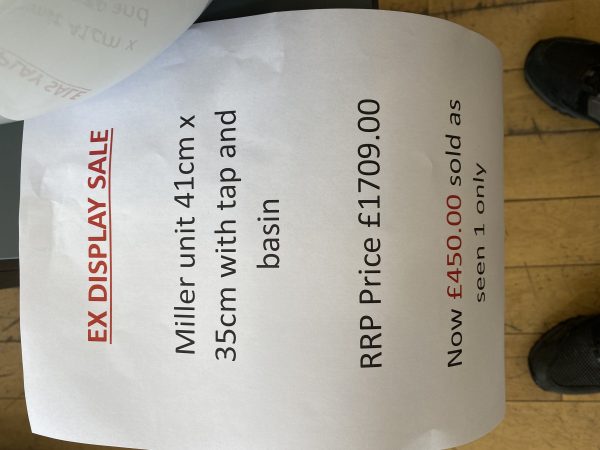 EX DISPLAY SALE
Miller unit 41cm x
35cm with tap and
basin
RRP Price £1709.00
Now £450.00 sold as
seen 1 only